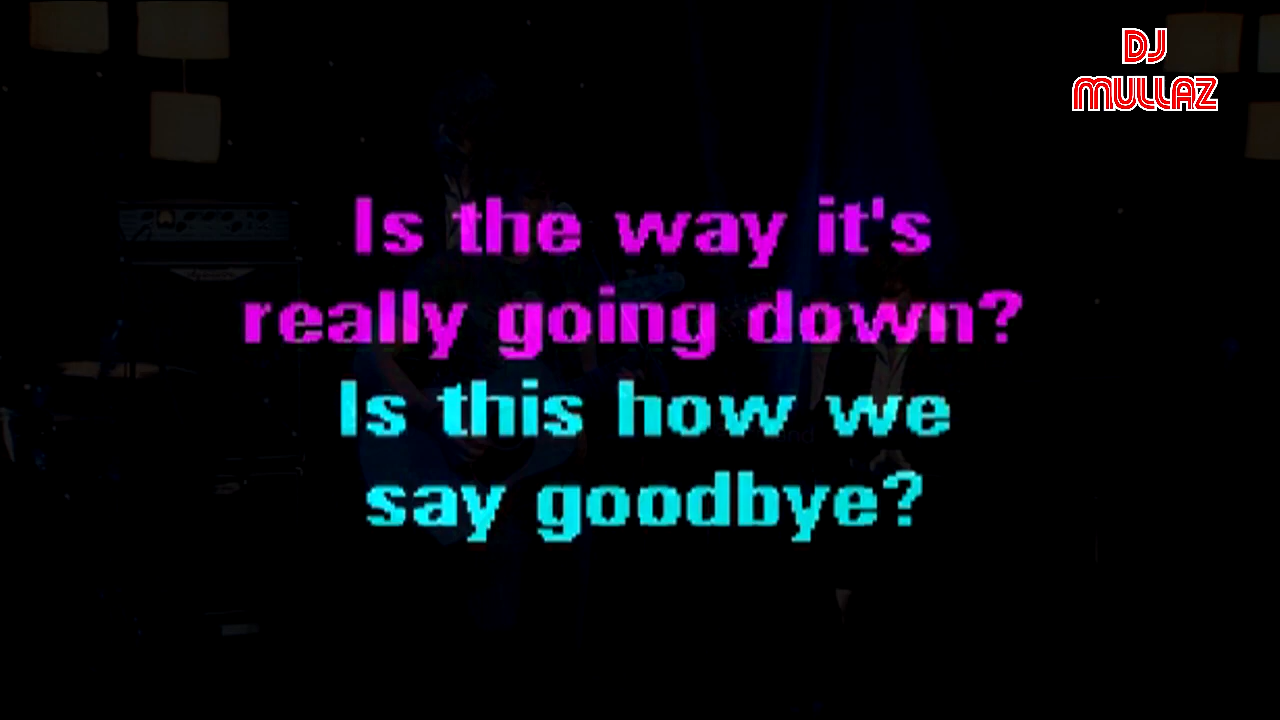 DJ
MULLAZ
Is the way it's
really going down?
Is this how we
say goodbye?